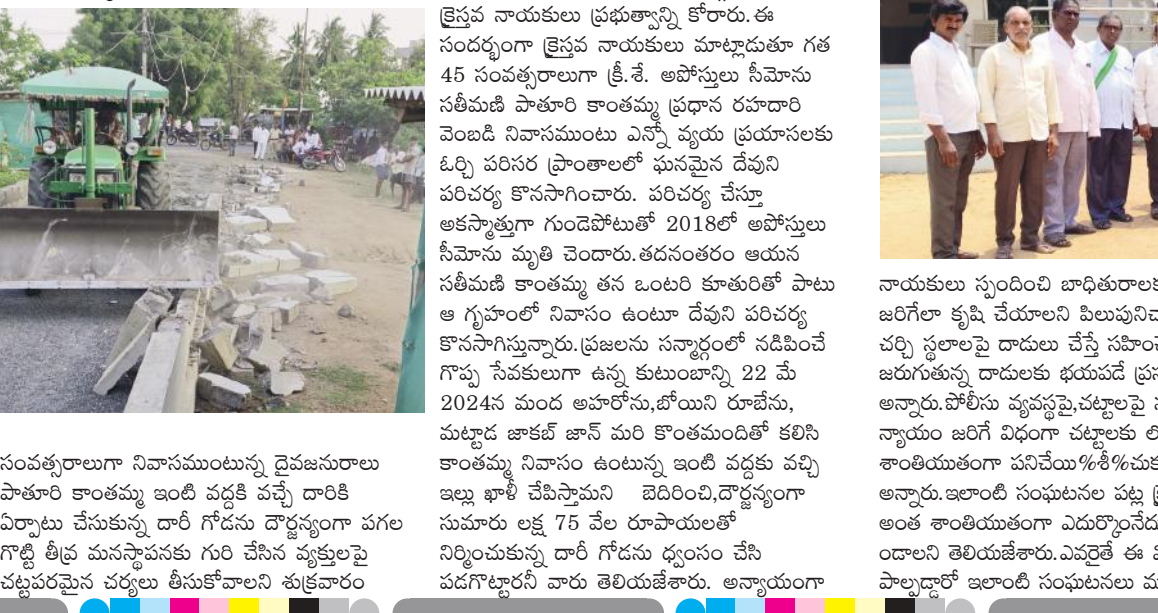 సంవత్సరాలుగా నివాసముంటున్న దైవజనురాలు
పాతూరి కాంతమ్మ ఇంటి వద్దకి వచ్చే దారికి
ఏర్పాటు చేసుకున్న దారీ గోడను దౌర్జన్యంగా పగల
గొట్టి తీవ్ర మనస్థాపనకు గురి చేసిన వ్యక్తులపై
చట్టపరమైన చర్యలు తీసుకోవాలని శుక్రవారం
క్రైస్తవ నాయకులు ప్రభుత్వాన్ని కోరారు.ఈ
సందర్భంగా క్రైస్తవ నాయకులు మాట్లాడుతూ గత
45 సంవత్సరాలుగా క్రీ.శే. అపోస్తులు సీమోను
సతీమణి పాతూరి కాంతమ్మ ప్రధాన రహదారి
వెంబడి నివాసముంటు ఎన్నో వ్యయ ప్రయాసలకు
ఓర్చి పరిసర ప్రాంతాలలో ఘనమైన దేవుని
పరిచర్య కొనసాగించారు. పరిచర్య చేస్తూ
అకస్మాత్తుగా గుండెపోటుతో 2018లో అపోస్తులు
సీమోను మృతి చెందారు.తదనంతరం ఆయన
సతీమణి కాంతమ్మ తన ఒంటరి కూతురితో పాటు
ఆ గృహంలో నివాసం ఉంటూ దేవుని పరిచర్య
కొనసాగిస్తున్నారు.ప్రజలను సన్మార్గంలో నడిపించే
గొప్ప సేవకులుగా ఉన్న కుటుంబాన్ని 22 మే
2024న మంద అహరోను,బోయిని రూబేను,
మట్టాడ జాకబ్ జాన్ మరి కొంతమందితో కలిసి
కాంతమ్మ నివాసం ఉంటున్న ఇంటి వద్దకు వచ్చి
ఇల్లు ఖాళీ చేపిస్తామని బెదిరించి,దౌర్జన్యంగా
సుమారు లక్ష 75 వేల రూపాయలతో
నిర్మించుకున్న దారీ గోడను ధ్వంసం చేసి
పడగొట్టారనీ వారు తెలియజేశారు. అన్యాయంగా
నాయకులు స్పందించి బాధితురాలక
జరిగేలా కృషి చేయాలని పిలుపునిచ
చర్చి స్థలాలపై దాడులు చేస్తే సహించ
జరుగుతున్న దాడులకు భయపడే ప్రస
అన్నారు.పోలీసు వ్యవస్థపై,చట్టాలపై
న్యాయం జరిగే విధంగా చట్టాలకు
శాంతియుతంగా పనిచేయి%శీ%చుక
అన్నారు.ఇలాంటి సంఘటనల పట్ల
అంత శాంతియుతంగా ఎదుర్కొనేదు
ండాలని తెలియజేశారు.ఎవరైతే ఈ
పాల్పడ్డారో ఇలాంటి సంఘటనలు